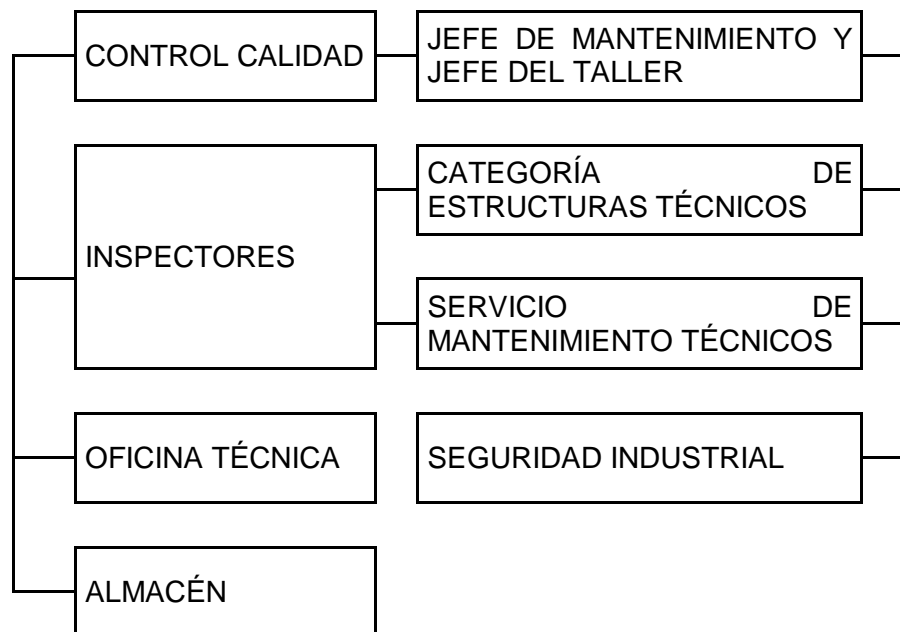 CONTROL CALIDAD
JEFE DE MANTENIMIENTO Y
JEFE DEL TALLER
INSPECTORES
CATEGORÍA DE
ESTRUCTURAS TÉCNICOS
SERVICIO DE
MANTENIMIENTO TÉCNICOS
OFICINA TÉCNICA
SEGURIDAD INDUSTRIAL
ALMACÉN